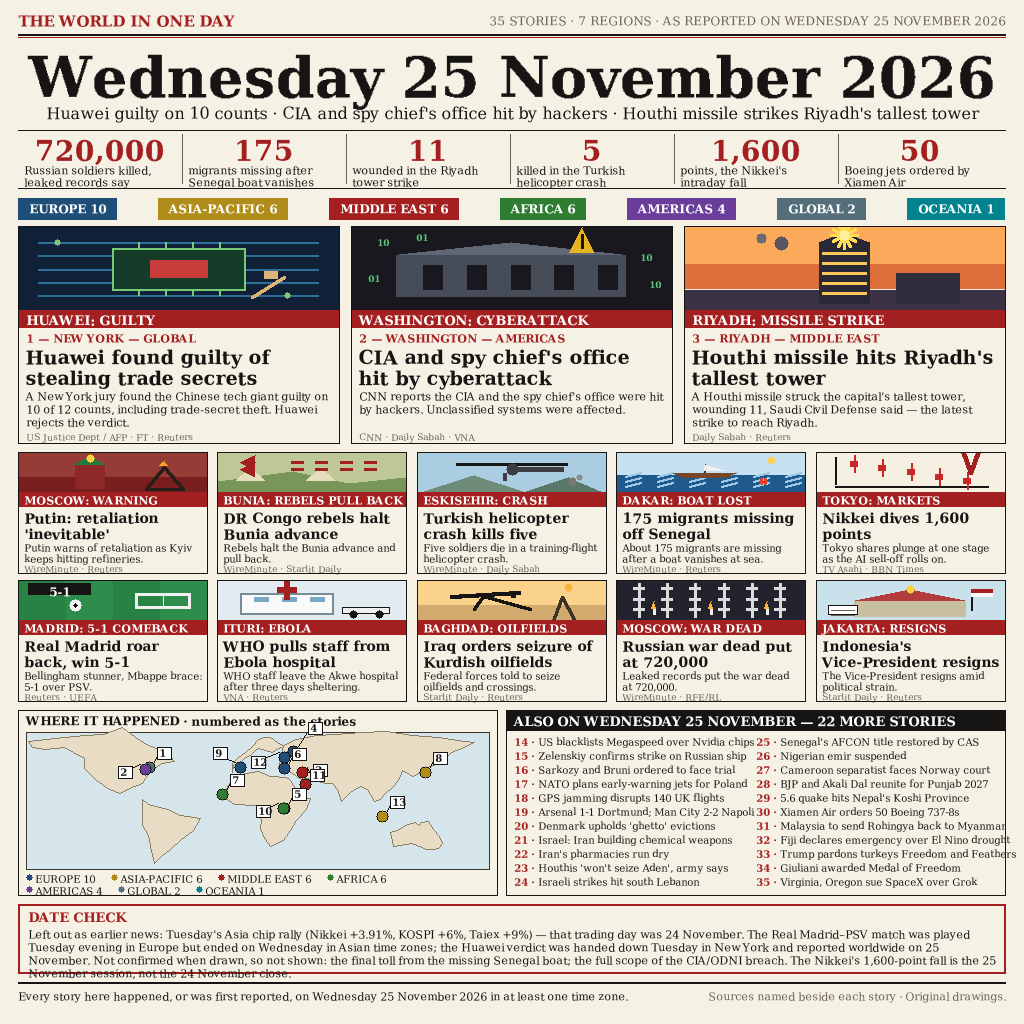 THE WORLD IN ONE DAY
35 STORIES · 7 REGIONS · AS REPORTED ON WEDNESDAY 25 NOVEMBER 2026
Wednesday 25 November 2026
Huawei guilty on 10 counts · CIA and spy chief's office hit by hackers · Houthi missile strikes Riyadh's tallest tower
720,000
Russian soldiers killed,
leaked records say
175
migrants missing after
Senegal boat vanishes
11
wounded in the Riyadh
tower strike
5
killed in the Turkish
helicopter crash
1,600
points, the Nikkei's
intraday fall
50
Boeing jets ordered by
Xiamen Air
EUROPE 10
ASIA-PACIFIC 6
MIDDLE EAST 6
AFRICA 6
AMERICAS 4
GLOBAL 2
OCEANIA 1
HUAWEI: GUILTY
1 — NEW YORK — GLOBAL
Huawei found guilty of
stealing trade secrets
A New York jury found the Chinese tech giant guilty on
10 of 12 counts, including trade-secret theft. Huawei
rejects the verdict.
US Justice Dept / AFP · FT · Reuters
10
01
01
10
10
WASHINGTON: CYBERATTACK
2 — WASHINGTON — AMERICAS
CIA and spy chief's office
hit by cyberattack
CNN reports the CIA and the spy chief's office were hit
by hackers. Unclassified systems were affected.
CNN · Daily Sabah · VNA
RIYADH: MISSILE STRIKE
3 — RIYADH — MIDDLE EAST
Houthi missile hits Riyadh's
tallest tower
A Houthi missile struck the capital's tallest tower,
wounding 11, Saudi Civil Defense said — the latest
strike to reach Riyadh.
Daily Sabah · Reuters
MOSCOW: WARNING
Putin: retaliation
'inevitable'
Putin warns of retaliation as Kyiv
keeps hitting refineries.
WireMinute · Reuters
BUNIA: REBELS PULL BACK
DR Congo rebels halt
Bunia advance
Rebels halt the Bunia advance and
pull back.
WireMinute · Starlit Daily
ESKISEHIR: CRASH
Turkish helicopter
crash kills five
Five soldiers die in a training-flight
helicopter crash.
WireMinute · Daily Sabah
DAKAR: BOAT LOST
175 migrants missing
off Senegal
About 175 migrants are missing
after a boat vanishes at sea.
WireMinute · Reuters
TOKYO: MARKETS
Nikkei dives 1,600
points
Tokyo shares plunge at one stage
as the AI sell-off rolls on.
TV Asahi · BBN Times
5-1
MADRID: 5-1 COMEBACK
Real Madrid roar
back, win 5-1
Bellingham stunner, Mbappe brace:
5-1 over PSV.
Reuters · UEFA
ITURI: EBOLA
WHO pulls staff from
Ebola hospital
WHO staff leave the Akwe hospital
after three days sheltering.
VNA · Reuters
BAGHDAD: OILFIELDS
Iraq orders seizure of
Kurdish oilfields
Federal forces told to seize
oilfields and crossings.
Starlit Daily · Reuters
MOSCOW: WAR DEAD
Russian war dead put
at 720,000
Leaked records put the war dead
at 720,000.
WireMinute · RFE/RL
JAKARTA: RESIGNS
Indonesia's
Vice-President resigns
The Vice-President resigns amid
political strain.
Starlit Daily · Reuters
WHERE IT HAPPENED · numbered as the stories
4
1
9
6
12
2
8
11
7
5
13
10
EUROPE 10
ASIA-PACIFIC 6
MIDDLE EAST 6
AFRICA 6
AMERICAS 4
GLOBAL 2
OCEANIA 1
ALSO ON WEDNESDAY 25 NOVEMBER — 22 MORE STORIES
14 · US blacklists Megaspeed over Nvidia chips
15 · Zelenskiy confirms strike on Russian ship
16 · Sarkozy and Bruni ordered to face trial
17 · NATO plans early-warning jets for Poland
18 · GPS jamming disrupts 140 UK flights
19 · Arsenal 1-1 Dortmund; Man City 2-2 Napoli
20 · Denmark upholds 'ghetto' evictions
21 · Israel: Iran building chemical weapons
22 · Iran's pharmacies run dry
23 · Houthis 'won't seize Aden', army says
24 · Israeli strikes hit south Lebanon
25 · Senegal's AFCON title restored by CAS
26 · Nigerian emir suspended
27 · Cameroon separatist faces Norway court
28 · BJP and Akali Dal reunite for Punjab 2027
29 · 5.6 quake hits Nepal's Koshi Province
30 · Xiamen Air orders 50 Boeing 737-8s
31 · Malaysia to send Rohingya back to Myanmar
32 · Fiji declares emergency over El Nino drought
33 · Trump pardons turkeys Freedom and Feathers
34 · Giuliani awarded Medal of Freedom
35 · Virginia, Oregon sue SpaceX over Grok
DATE CHECK
Left out as earlier news: Tuesday's Asia chip rally (Nikkei +3.91%, KOSPI +6%, Taiex +9%) — that trading day was 24 November. The Real Madrid–PSV match was played
Tuesday evening in Europe but ended on Wednesday in Asian time zones; the Huawei verdict was handed down Tuesday in New York and reported worldwide on 25
November. Not confirmed when drawn, so not shown: the final toll from the missing Senegal boat; the full scope of the CIA/ODNI breach. The Nikkei's 1,600-point fall is the 25
November session, not the 24 November close.
Every story here happened, or was first reported, on Wednesday 25 November 2026 in at least one time zone.
Sources named beside each story · Original drawings.